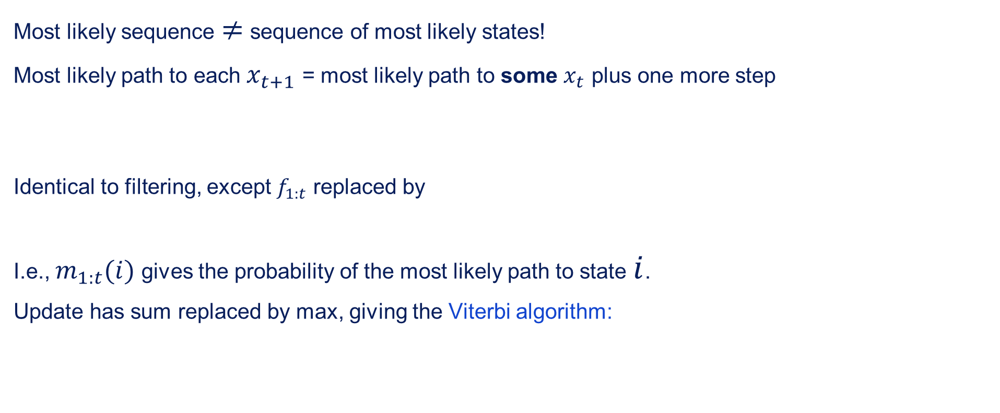 Most likely sequence ≠ sequence of most likely states!
Most likely path to each x_{t+1} = most likely path to some x_t plus one more step
Identical to filtering, except f_{1:t} replaced by
I.e., m_{1:t}(i) gives the probability of the most likely path to state i.
Update has sum replaced by max, giving the Viterbi algorithm: